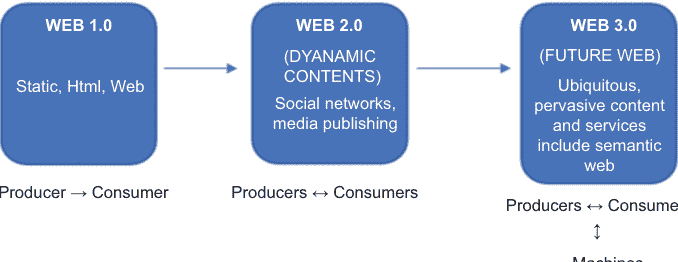 WEB 1.0
Static, Html, Web
Producer → Consumer
WEB 2.0
(DYANAMIC
CONTENTS)
Social networks,
media publishing
Producers ↔ Consumers
WEB 3.0
(FUTURE WEB)
Ubiquitous,
pervasive content
and services
include semantic
web
Producers ↔ Consume
↕
Machines